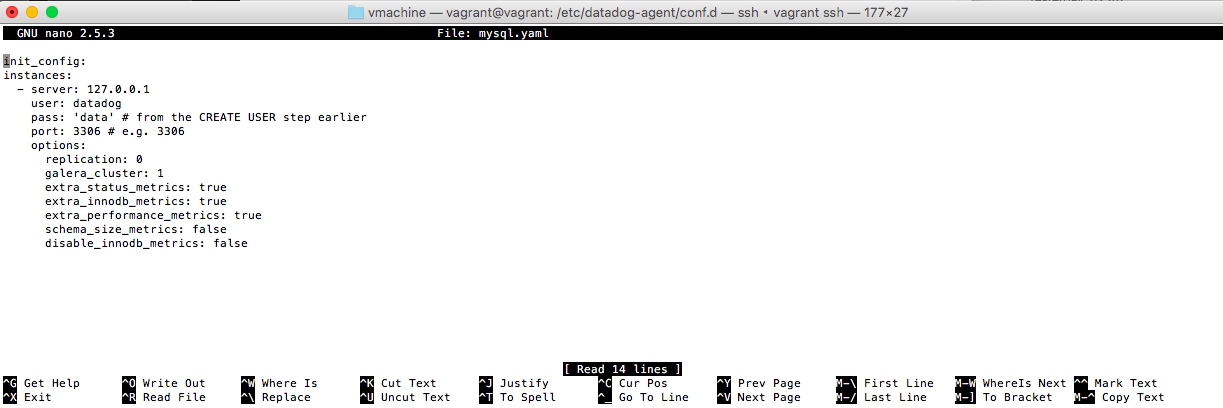 vmachine — vagrant@vagrant: /etc/datadog-agent/conf.d — ssh ‹ vagrant ssh — 177×27
GNU nano 2.5.3 File: mysql.yaml
init_config:
instances:
  - server: 127.0.0.1
    user: datadog
    pass: 'data' # from the CREATE USER step earlier
    port: 3306 # e.g. 3306
    options:
      replication: 0
      galera_cluster: 1
      extra_status_metrics: true
      extra_innodb_metrics: true
      extra_performance_metrics: true
      schema_size_metrics: false
      disable_innodb_metrics: false
[ Read 14 lines ]
^G Get Help ^O Write Out ^W Where Is ^K Cut Text ^J Justify ^C Cur Pos ^Y Prev Page M-\ First Line M-W WhereIs Next ^^ Mark Text
^X Exit ^R Read File ^\ Replace ^U Uncut Text ^T To Spell ^_ Go To Line ^V Next Page M-/ Last Line M-] To Bracket M-^ Copy Text